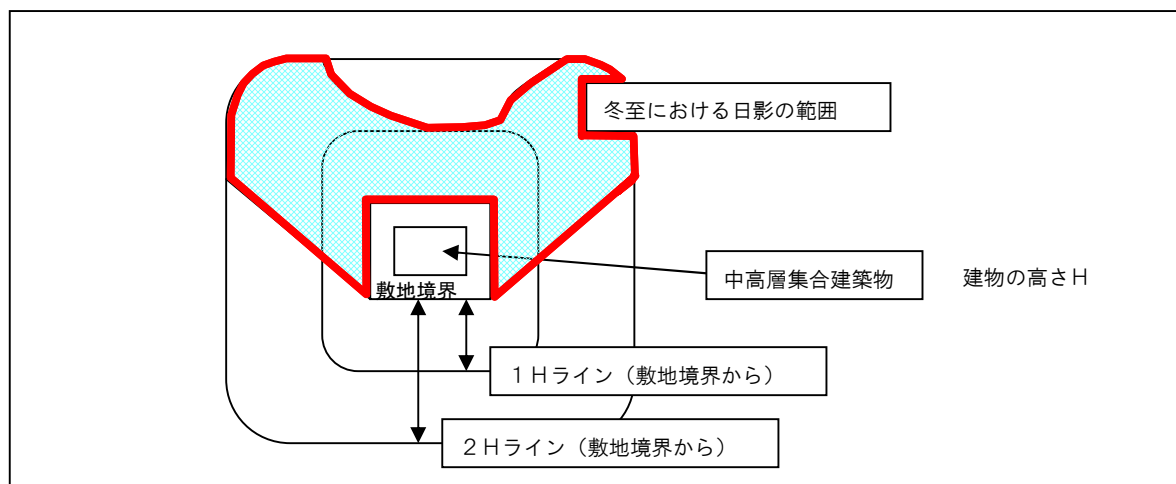 冬至における日影の範囲
中高層集合建築物
建物の高さH
敷地境界
1Hライン(敷地境界から)
2Hライン(敷地境界から)